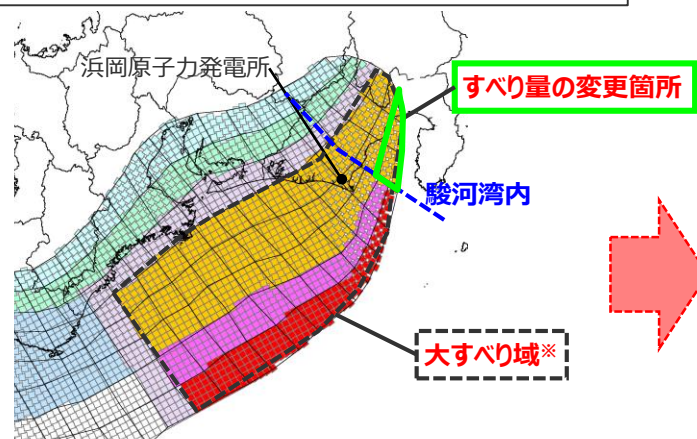 浜岡原子力発電所
すべり量の変更箇所
駿河湾内
大すべり域※